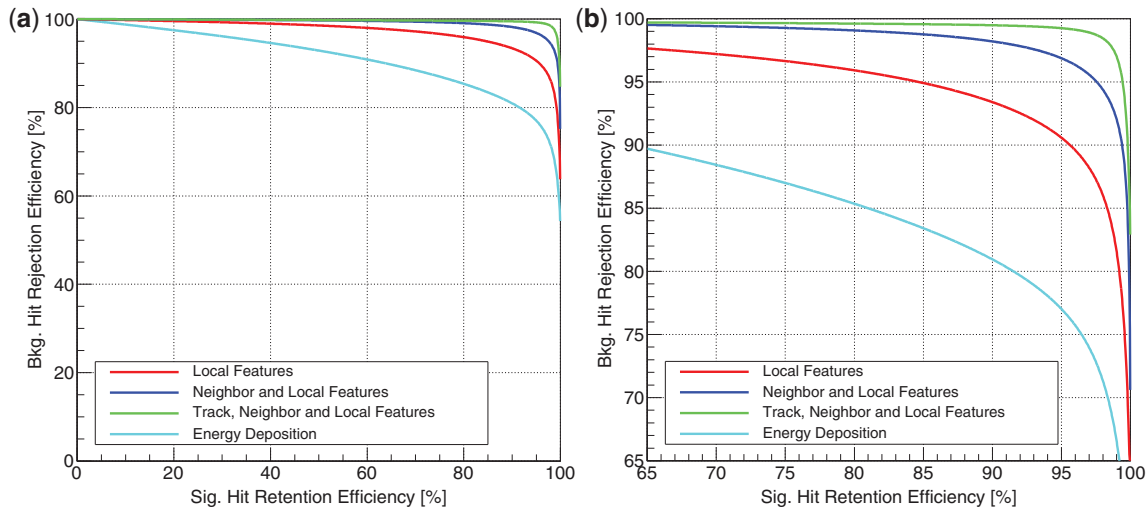 (a)
Bkg. Hit Rejection Efficiency [%]
100
80
60
40
20
0
Local Features
Neighbor and Local Features
Track, Neighbor and Local Features
Energy Deposition
0 20 40 60 80 100
Sig. Hit Retention Efficiency [%]
(b)
Bkg. Hit Rejection Efficiency [%]
100
95
90
85
80
75
70
65
Local Features
Neighbor and Local Features
Track, Neighbor and Local Features
Energy Deposition
65 70 75 80 85 90 95 100
Sig. Hit Retention Efficiency [%]